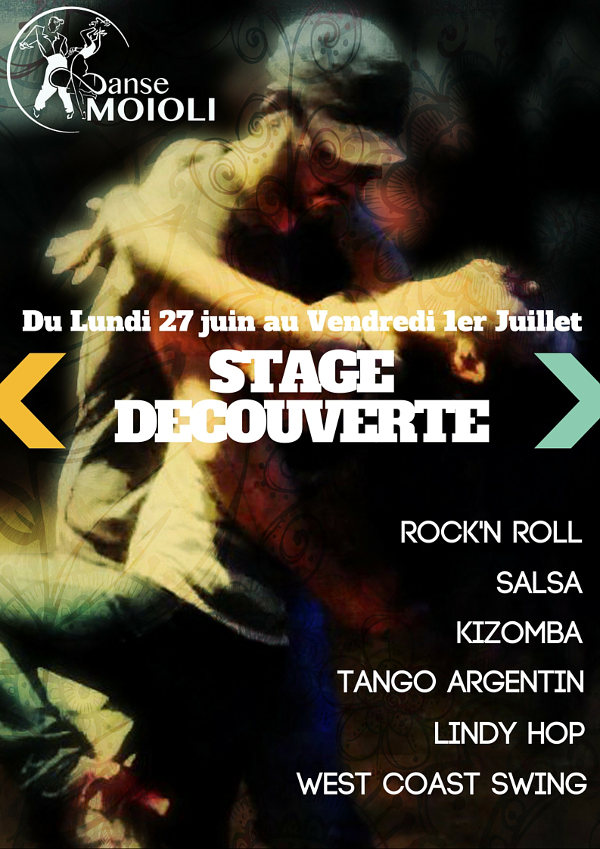 Danse
MOIOLI
Du Lundi 27 juin au Vendredi 1er Juillet
STAGE
DECOUVERTE
ROCK'N ROLL
SALSA
KIZOMBA
TANGO ARGENTIN
LINDY HOP
WEST COAST SWING